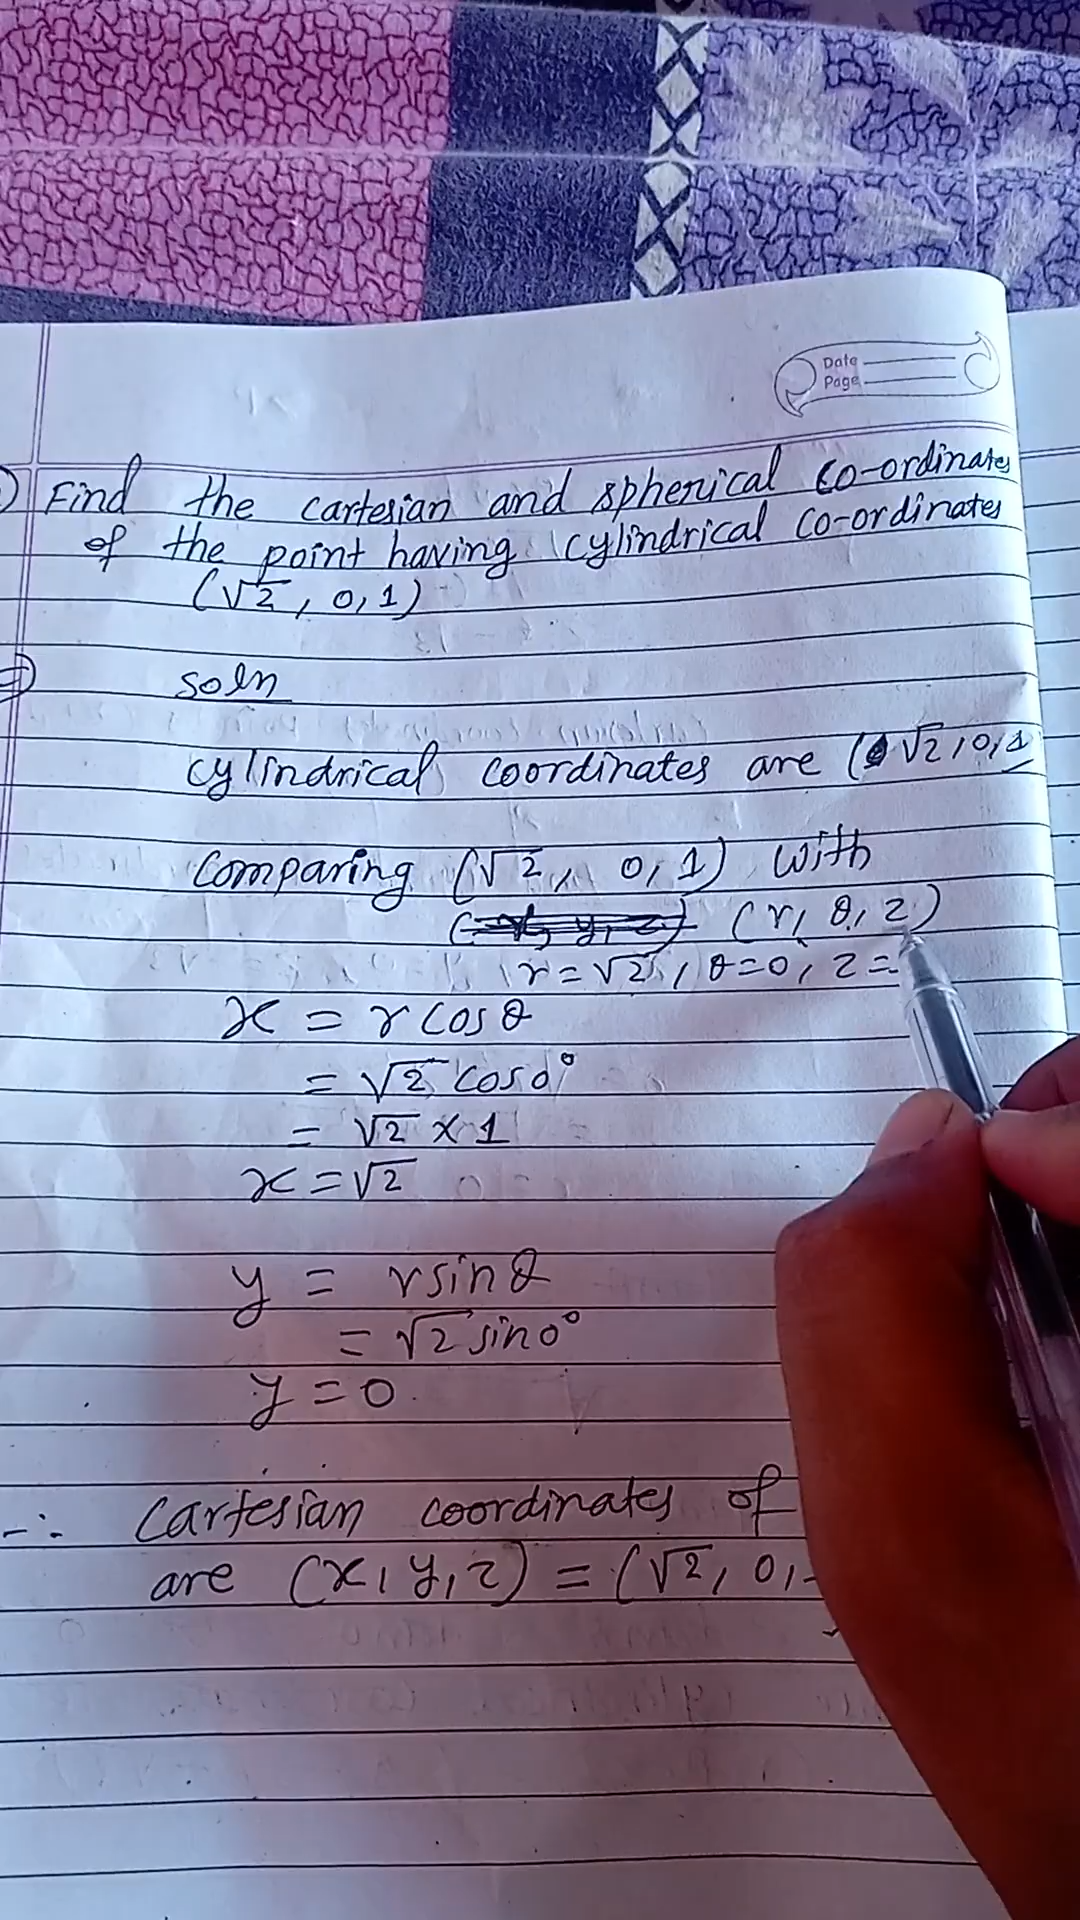 Date
Page
Find the cartesian and spherical co-ordinates
of the point having cylindrical co-ordinates
(√2, 0, 1)
soln
cylindrical coordinates are (√2, 0, 1
comparing (√2, 0, 1) with
(x, y, z) (r, θ, z)
r = √2, θ = 0, z =
x = r cos θ
= √2 cos 0°
= √2 × 1
x = √2
y = r sin θ
= √2 sin 0°
y = 0
∴ cartesian coordinates of
are (x, y, z) = (√2, 0,